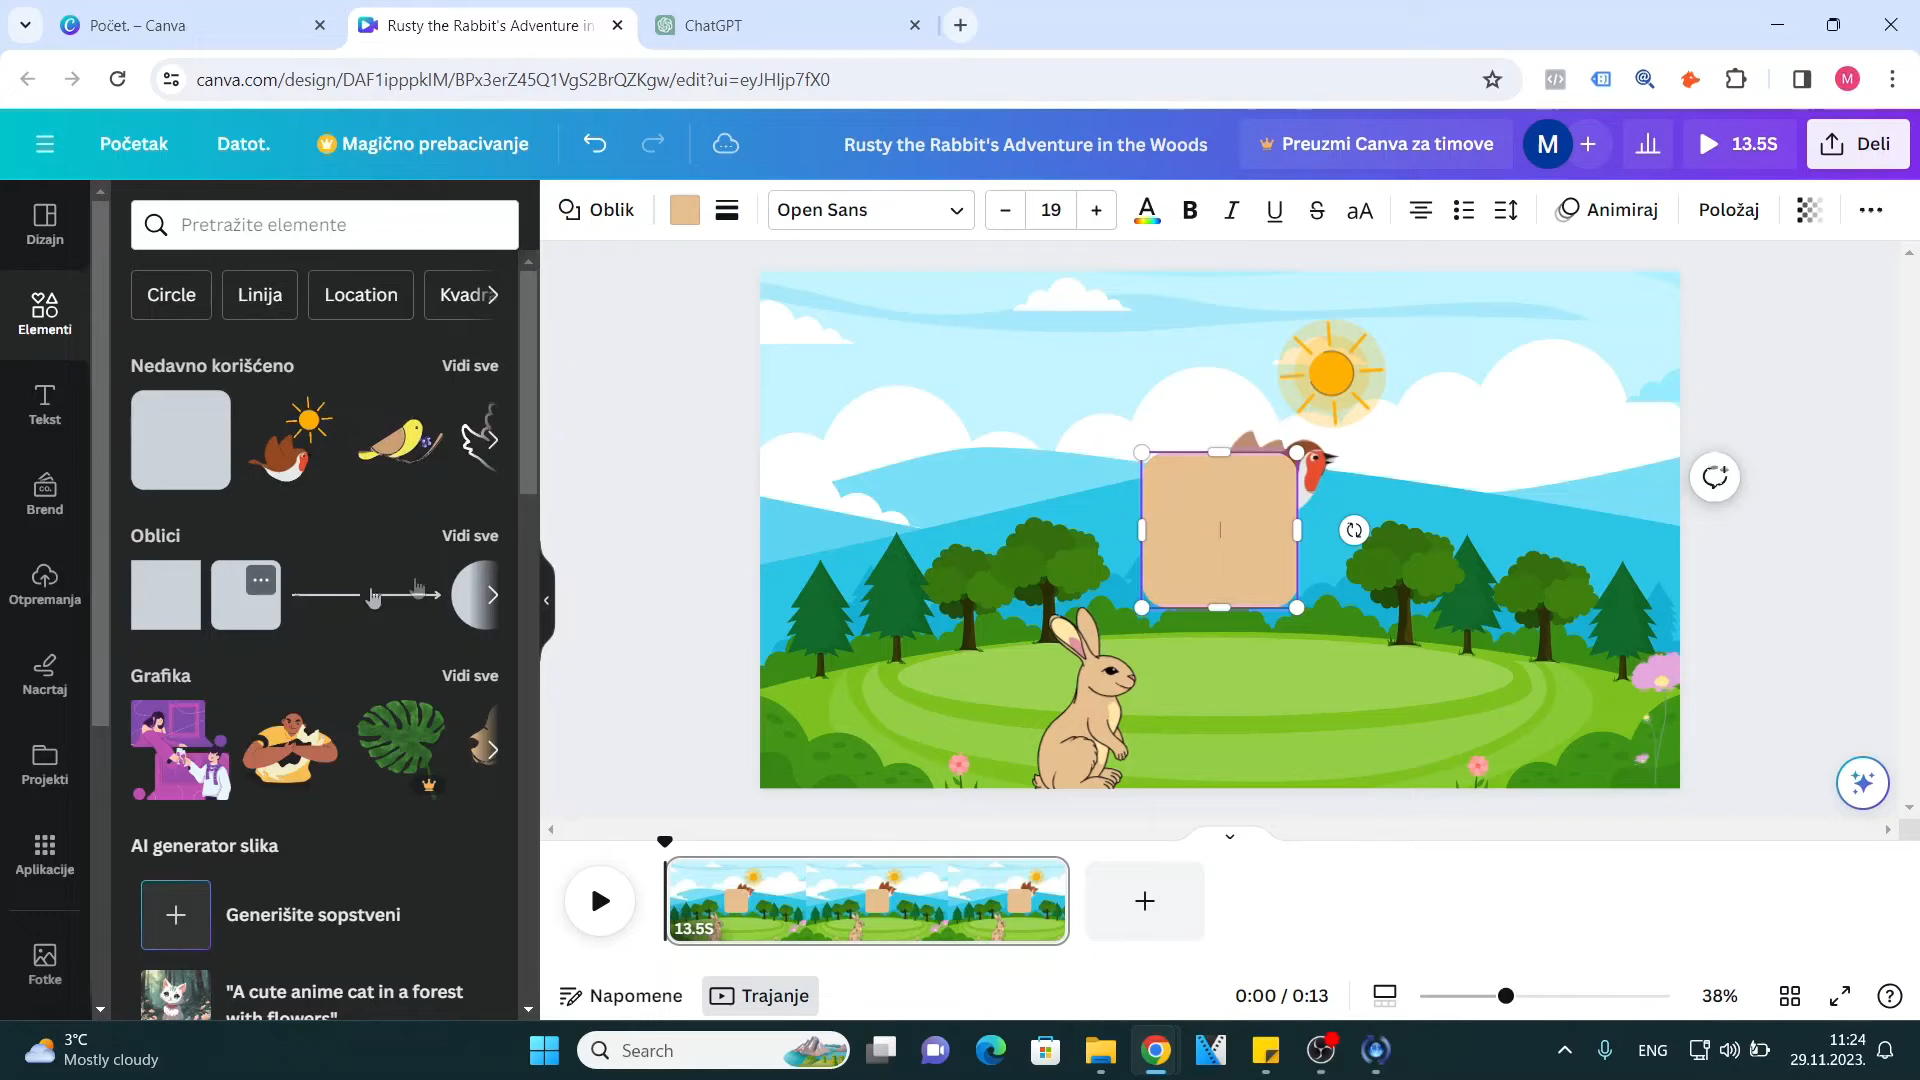 Počet. – Canva
Rusty the Rabbit's Adventure in
ChatGPT
canva.com/design/DAF1ipppkIM/BPx3erZ45Q1VgS2BrQZKgw/edit?ui=eyJHIjp7fX0
M
Početak
Datot.
Magično prebacivanje
Rusty the Rabbit's Adventure in the Woods
Preuzmi Canva za timove
M
13.5S
Deli
Oblik
Open Sans
19
A
B
I
U
S
aA
Animiraj
Položaj
Dizajn
Elementi
Tekst
Brend
Otpremanja
Nacrtaj
Projekti
Aplikacije
Fotke
Pretražite elemente
Circle
Linija
Location
Kvadr
Nedavno korišćeno
Vidi sve
Oblici
Vidi sve
Grafika
Vidi sve
AI generator slika
Generišite sopstveni
"A cute anime cat in a forest
with flowers"
13.5S
Napomene
Trajanje
0:00 / 0:13
38%
3°C
Mostly cloudy
Search
ENG
11:24
29.11.2023.